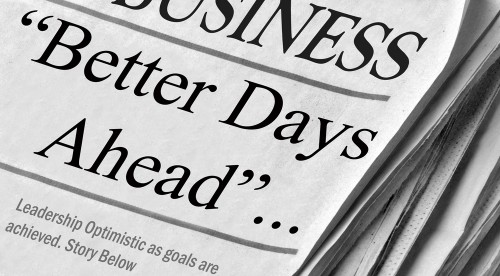 BUSINESS
“Better Days
Ahead”...
Leadership Optimistic as goals are
achieved. Story Below